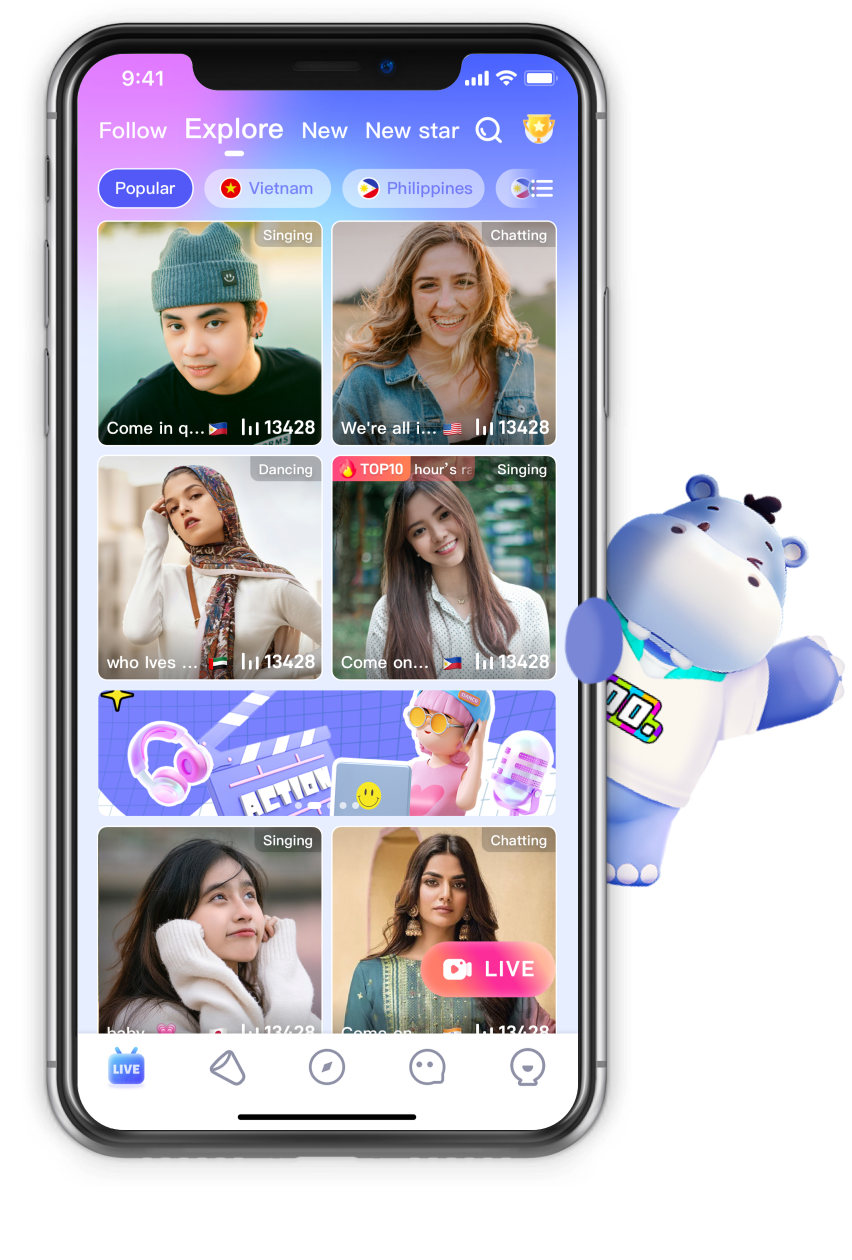 9:41
Follow Explore New New star
Popular Vietnam Philippines
Singing Chatting
Come in q... 13428 We're all i... 13428
Dancing TOP10 hour's ra Singing
who lves ... 13428 Come on... 13428
DANCE
ACTION
OO.
Singing Chatting
LIVE
baby 13428 Come on 13428
LIVE